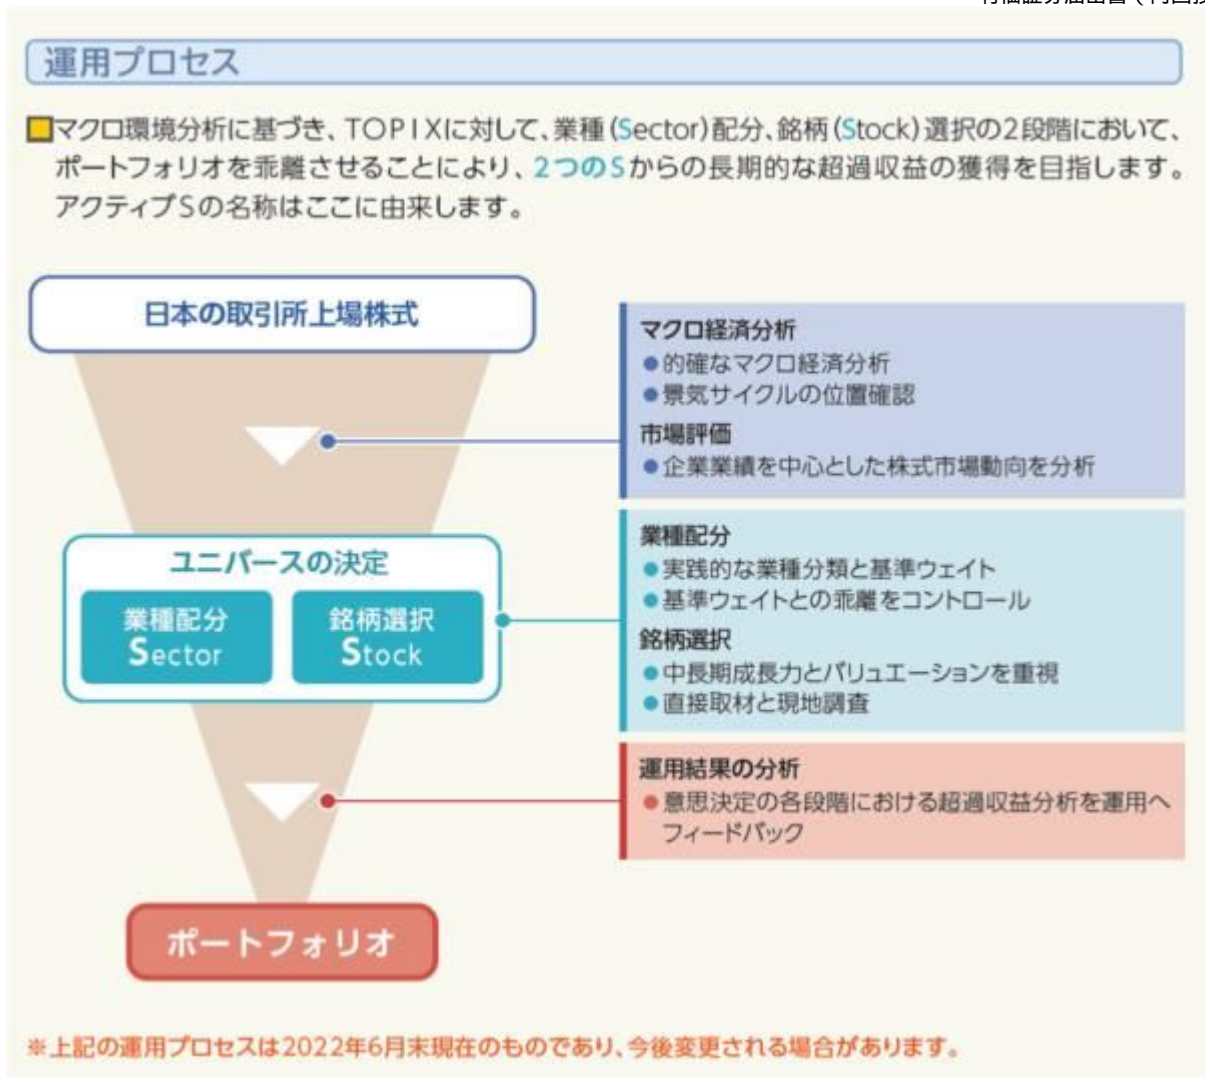 運用プロセス
マクロ環境分析に基づき、TOPIXに対して、業種(Sector)配分、銘柄(Stock)選択の2段階において、
ポートフォリオを乖離させることにより、2つのSからの長期的な超過収益の獲得を目指します。
アクティブSの名称はここに由来します。
日本の取引所上場株式
マクロ経済分析
●的確なマクロ経済分析
●景気サイクルの位置確認
市場評価
●企業業績を中心とした株式市場動向を分析
ユニバースの決定
業種配分
Sector
銘柄選択
Stock
業種配分
●実践的な業種分類と基準ウェイト
●基準ウェイトとの乖離をコントロール
銘柄選択
●中長期成長力とバリュエーションを重視
●直接取材と現地調査
運用結果の分析
●意思決定の各段階における超過収益分析を運用へ
フィードバック
ポートフォリオ
※上記の運用プロセスは2022年6月末現在のものであり、今後変更される場合があります。